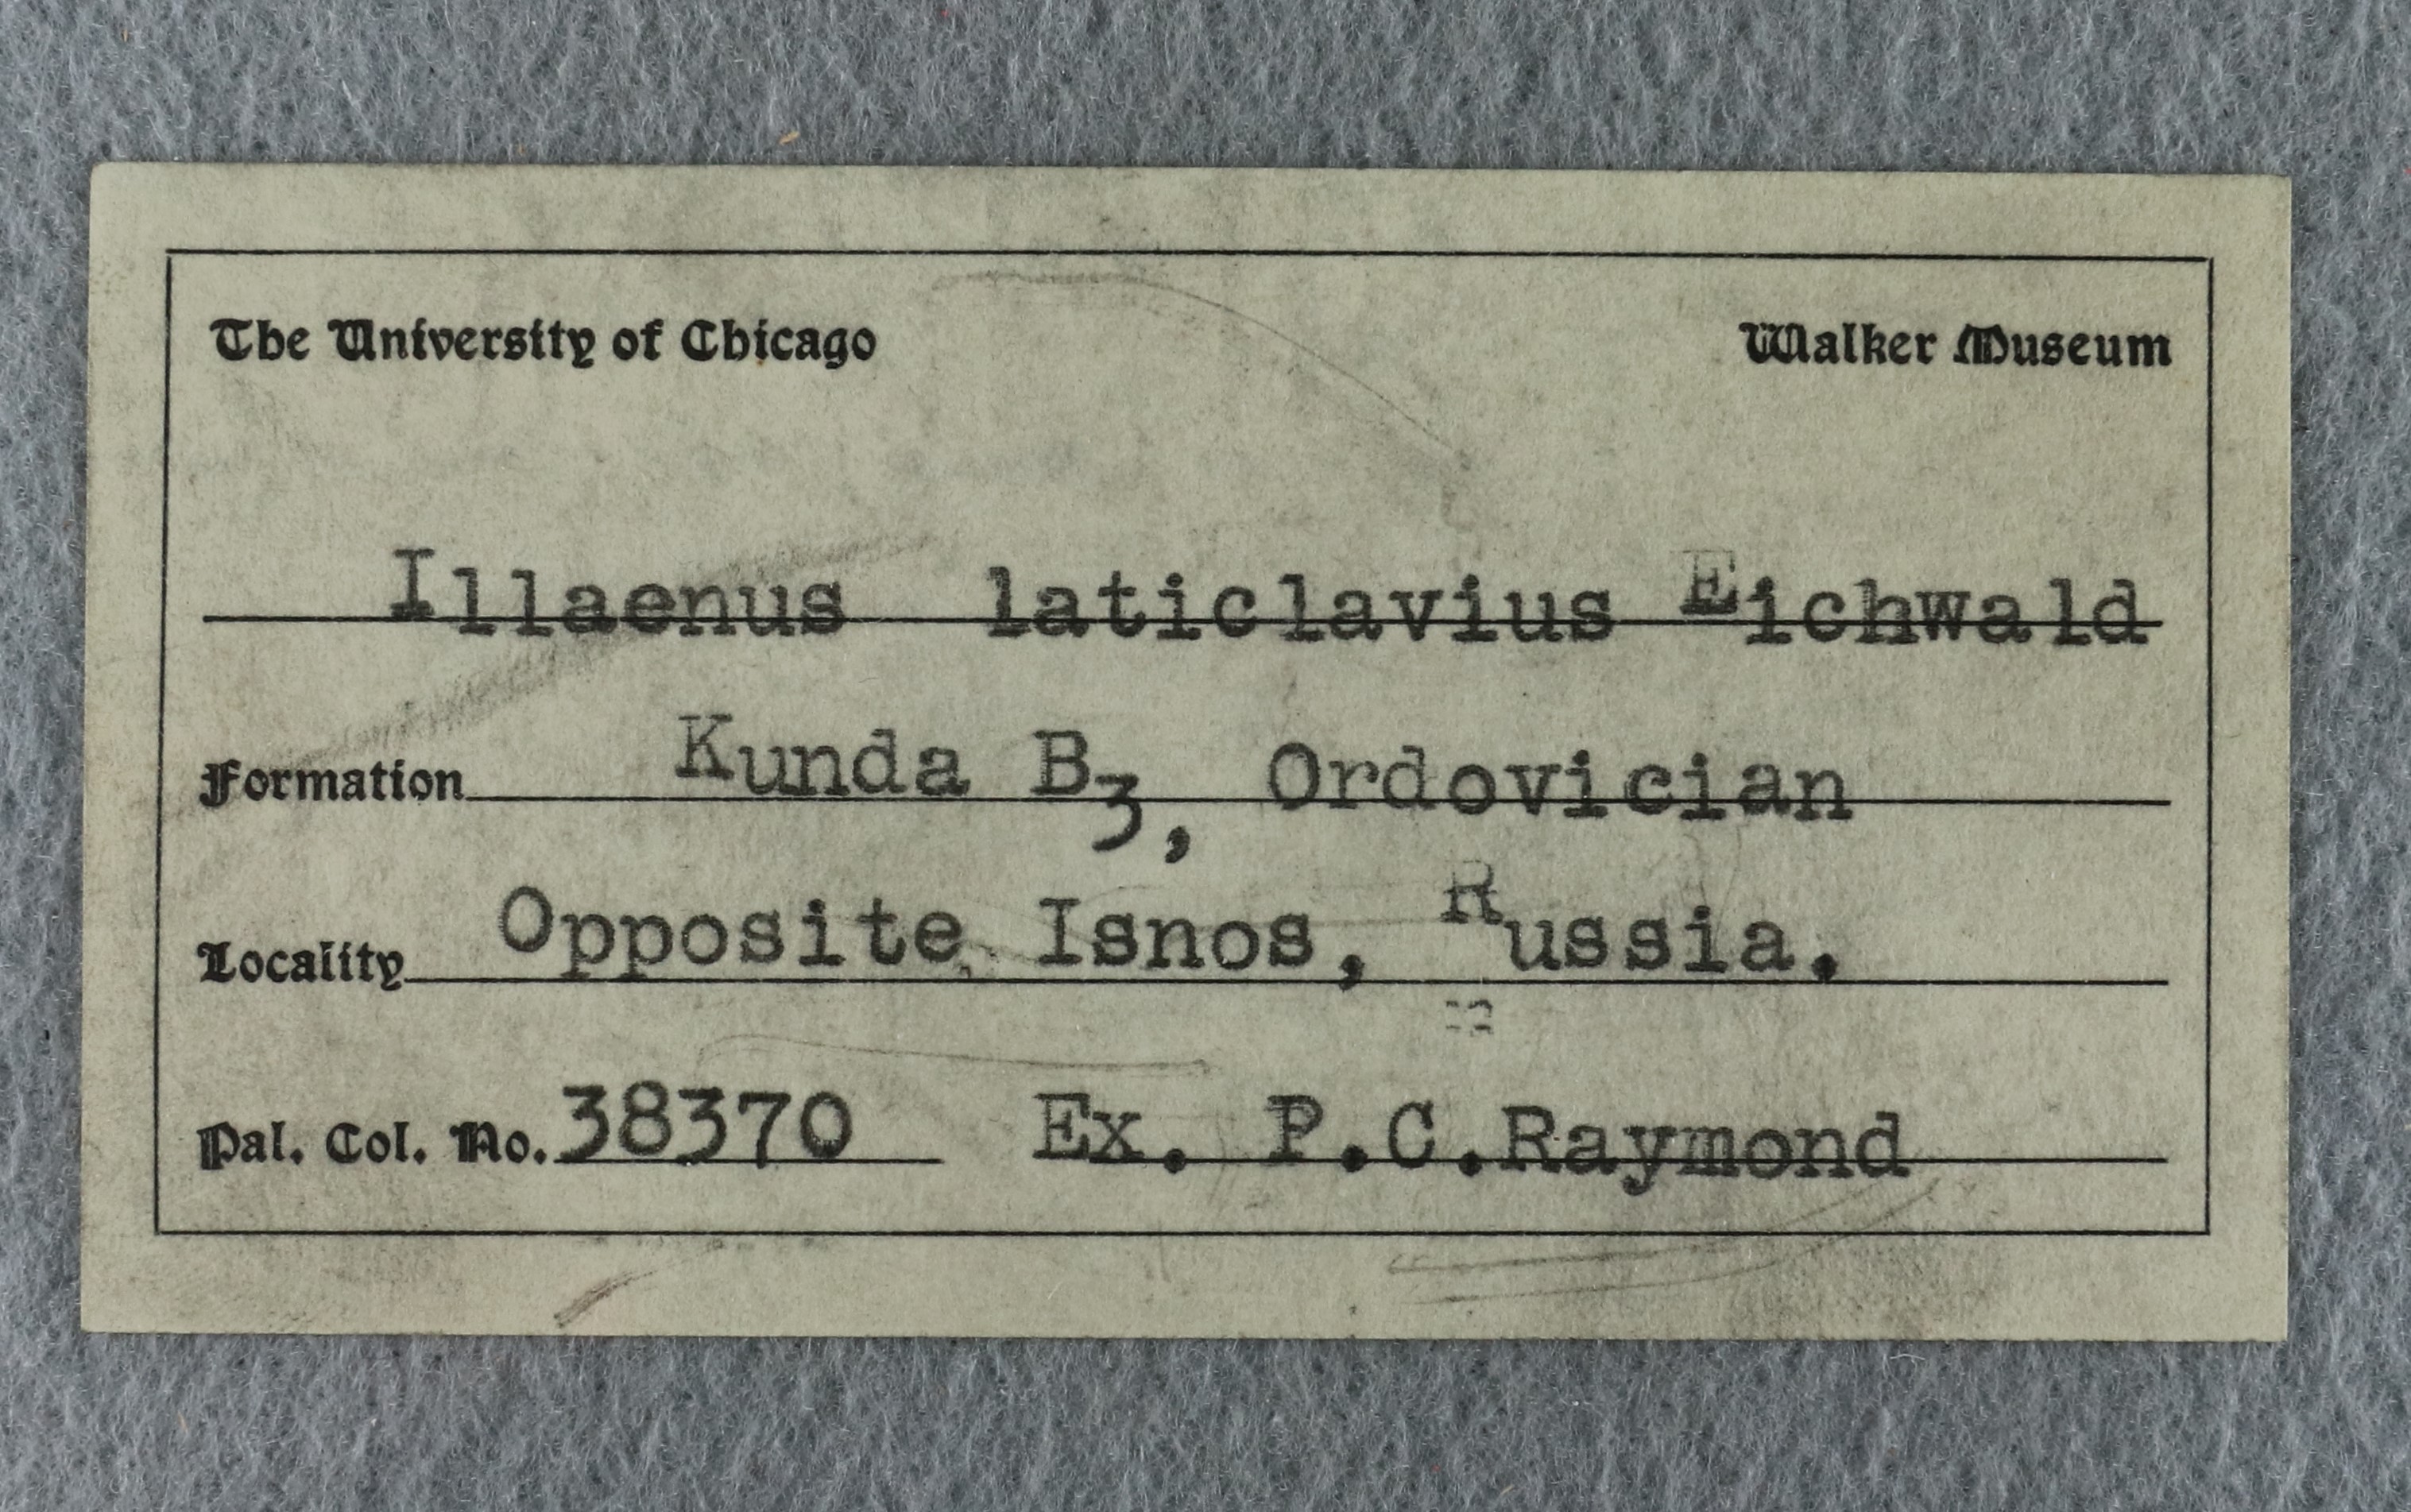 The University of Chicago Walker Museum
Illaenus laticlavius Eichwald
Formation Kunda B3, Ordovician
Locality Opposite Isnos, Russia.
Pal. Col. No. 38370 Ex. P.C.Raymond